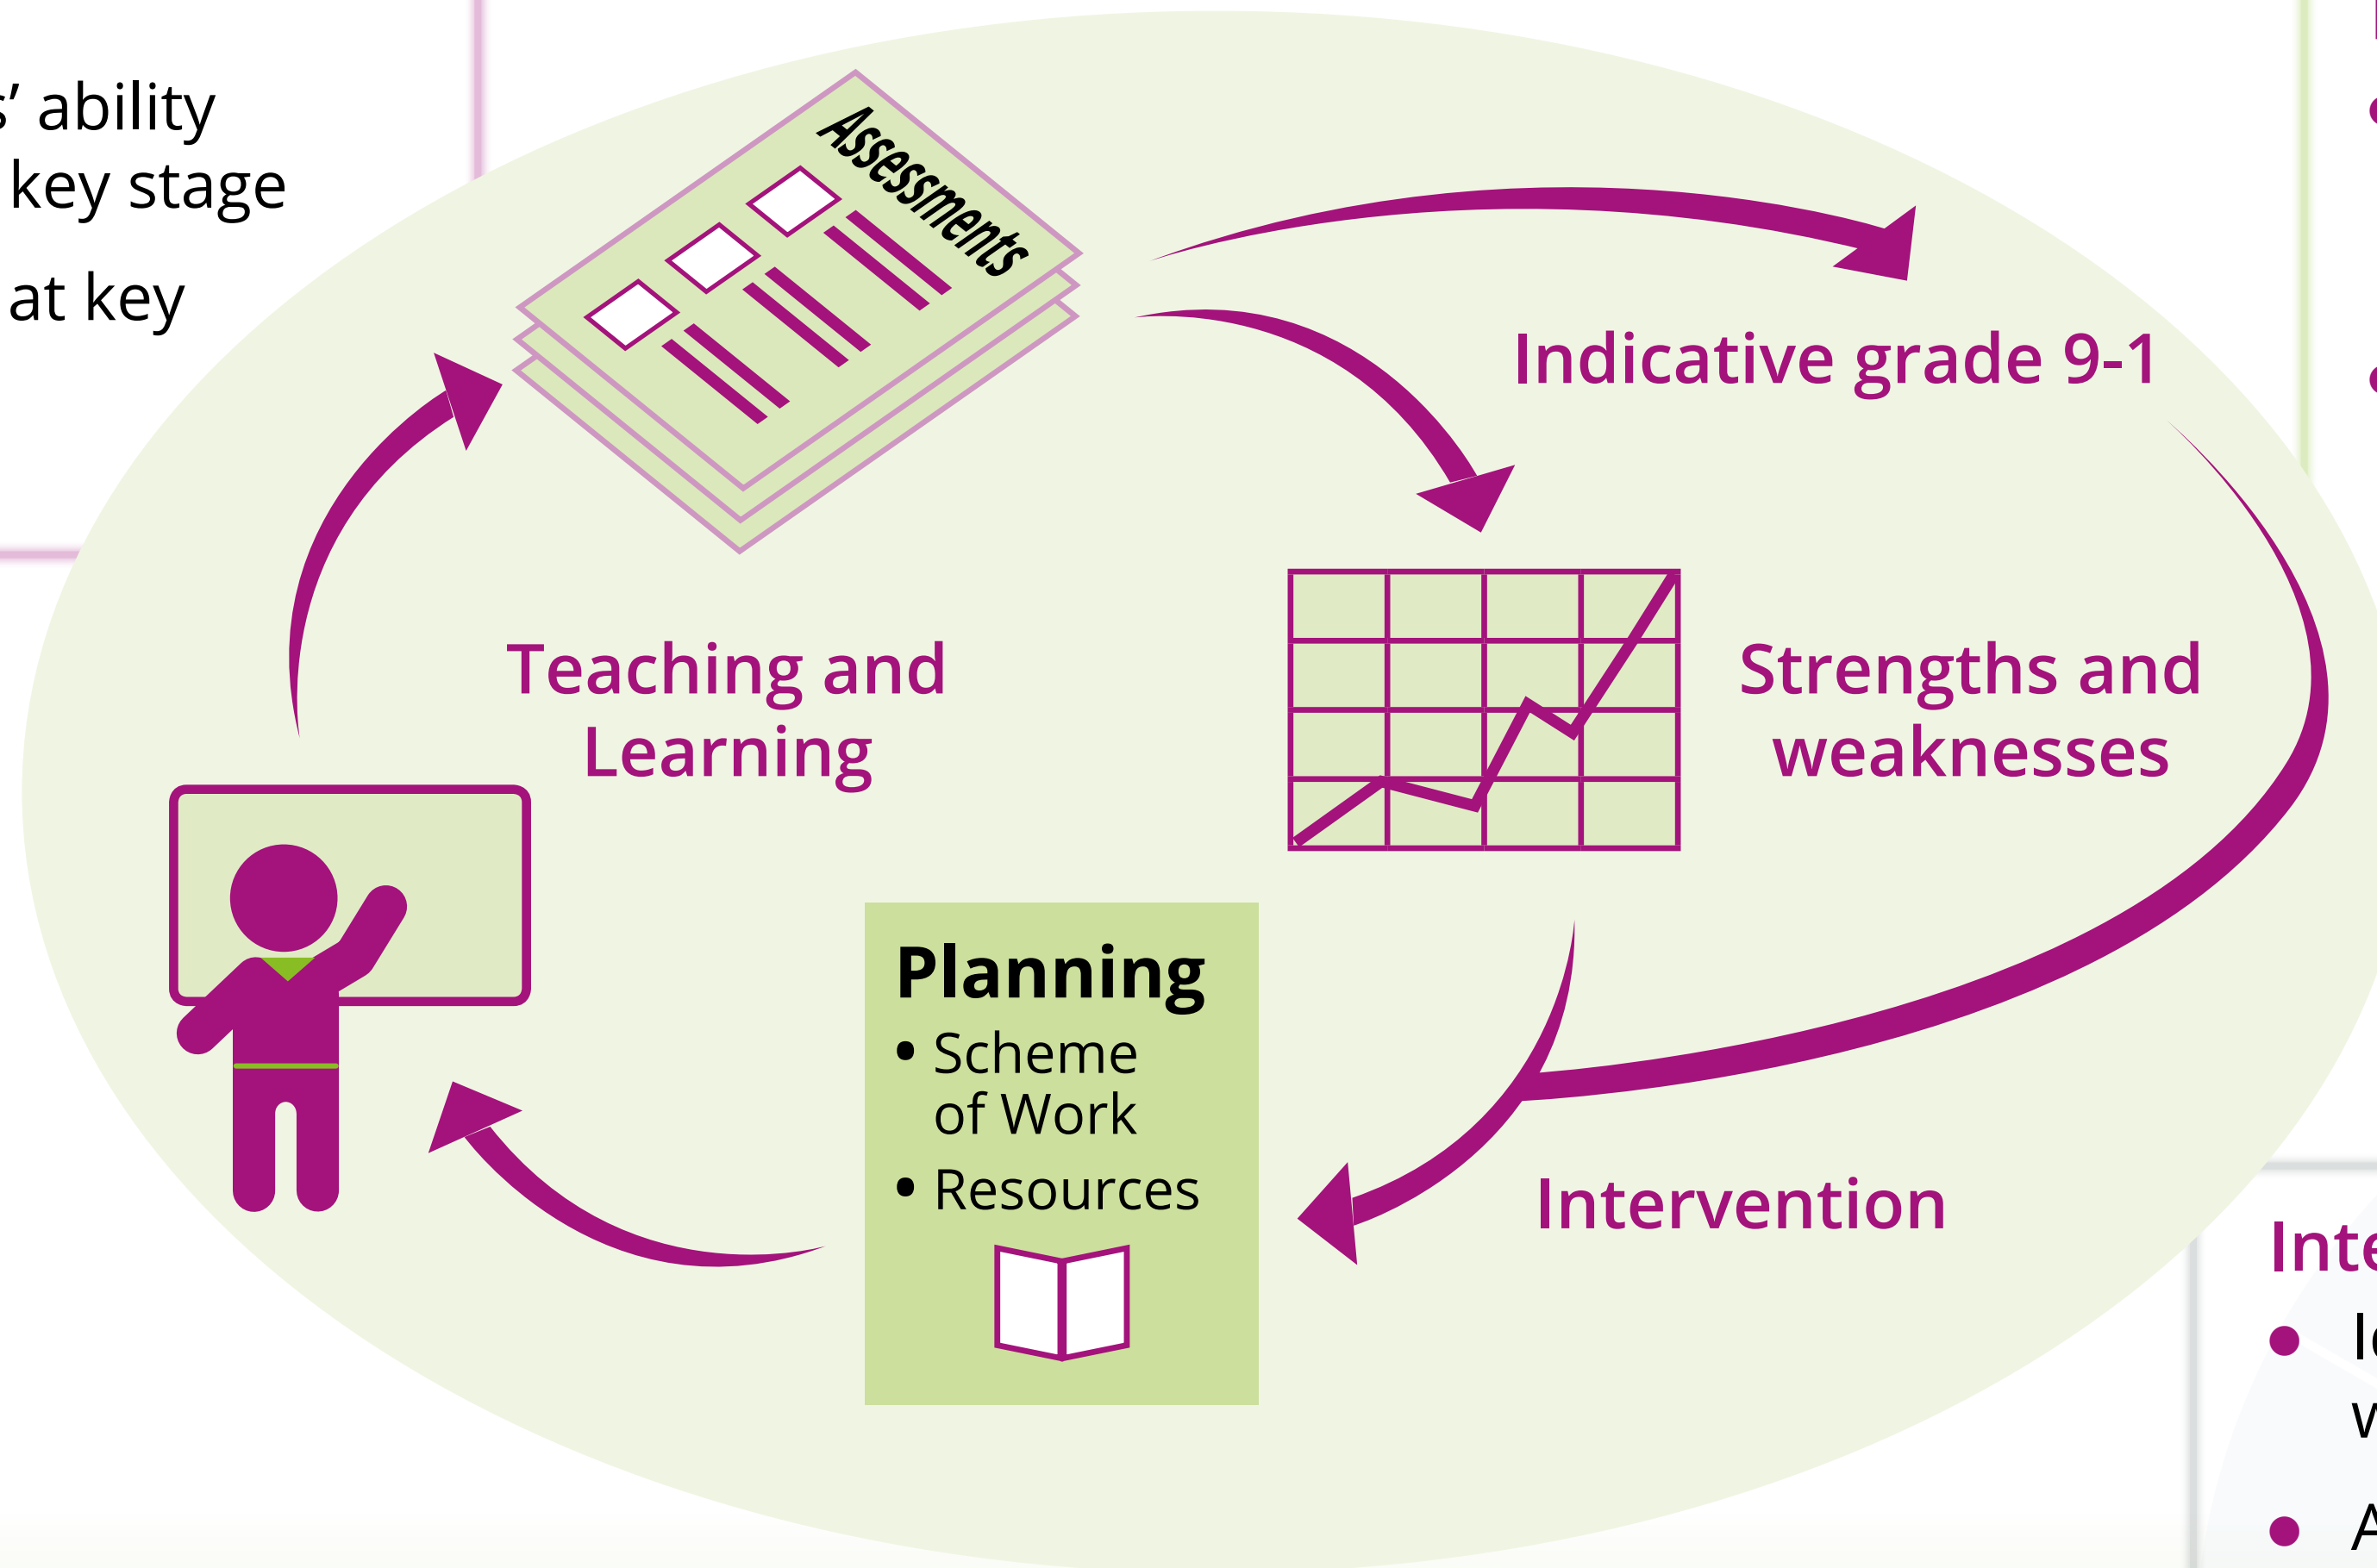 ability
key stage
at key
Assessments
Indicative grade 9-1
Teaching and
Learning
Strengths and
weaknesses
Planning
• Scheme
of Work
• Resources
Intervention